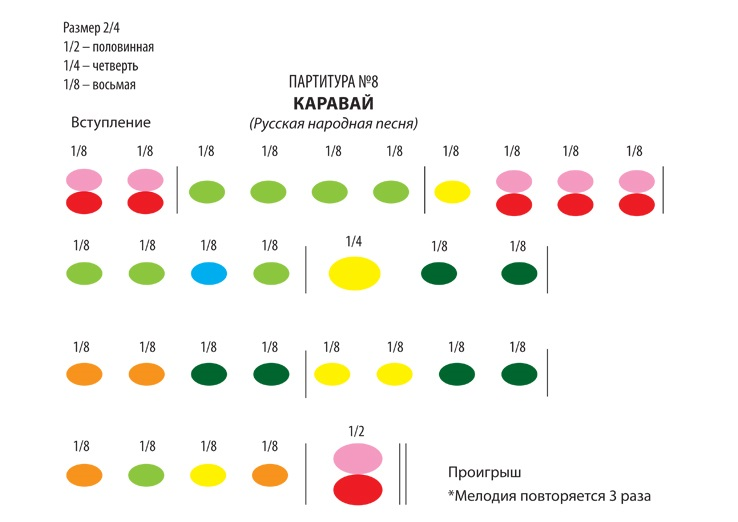 Размер 2/4
1/2 – половинная
1/4 – четверть
1/8 – восьмая
ПАРТИТУРА №8
КАРАВАЙ
(Русская народная песня)
Вступление
1/8 1/8 1/8 1/8 1/8 1/8 1/8 1/8 1/8 1/8
1/8 1/8 1/8 1/8 1/4 1/8 1/8
1/8 1/8 1/8 1/8 1/8 1/8 1/8 1/8
1/8 1/8 1/8 1/8 1/2
Проигрыш
*Мелодия повторяется 3 раза